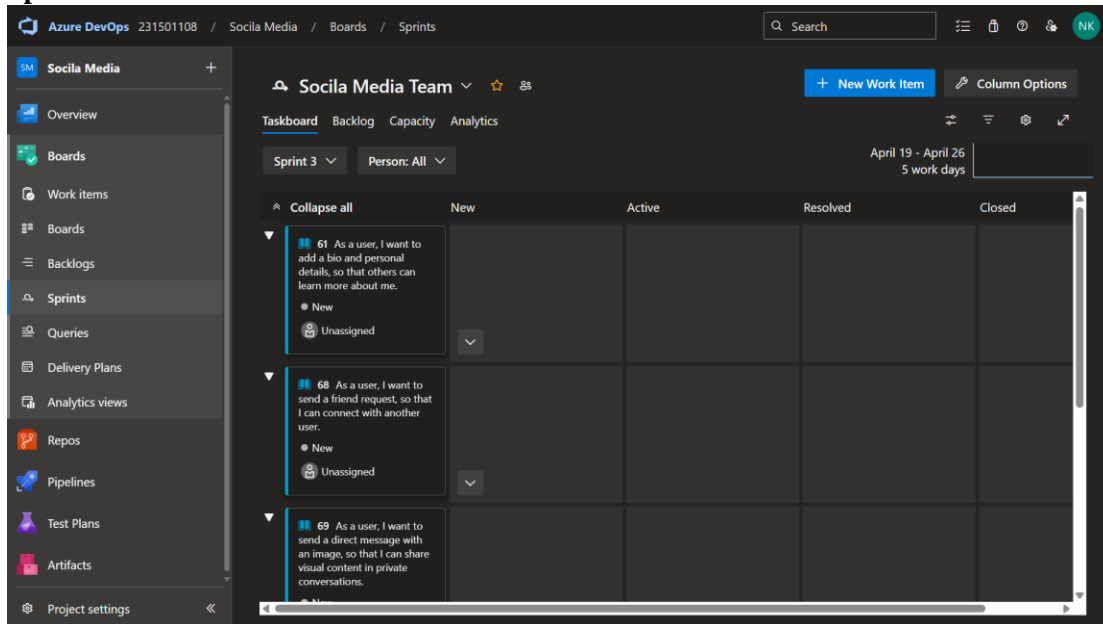 Azure DevOps 231501108 / Socila Media / Boards / Sprints
Search
NK
SM Socila Media
Overview
Boards
Work items
Boards
Backlogs
Sprints
Queries
Delivery Plans
Analytics views
Repos
Pipelines
Test Plans
Artifacts
Project settings
Socila Media Team
+ New Work Item
Column Options
Taskboard Backlog Capacity Analytics
Sprint 3
Person: All
April 19 - April 26
5 work days
Collapse all New Active Resolved Closed
61 As a user, I want to
add a bio and personal
details, so that others can
learn more about me.
New
Unassigned
68 As a user, I want to
send a friend request, so that
I can connect with another
user.
New
Unassigned
69 As a user, I want to
send a direct message with
an image, so that I can share
visual content in private
conversations.